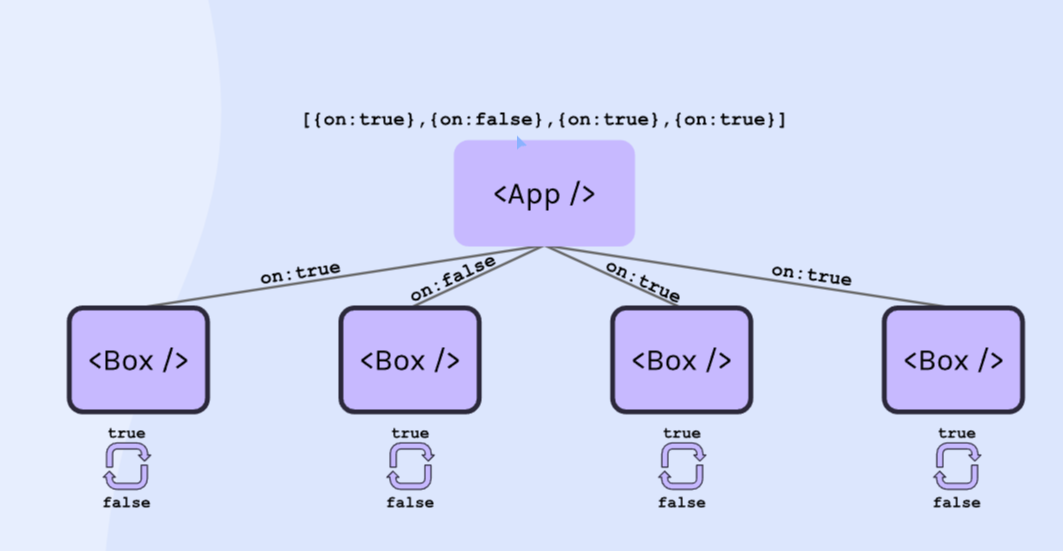 [{on:true},{on:false},{on:true},{on:true}]
<App />
on:true
on:false
on:true
on:true
<Box />
<Box />
<Box />
<Box />
true
true
true
true
false
false
false
false